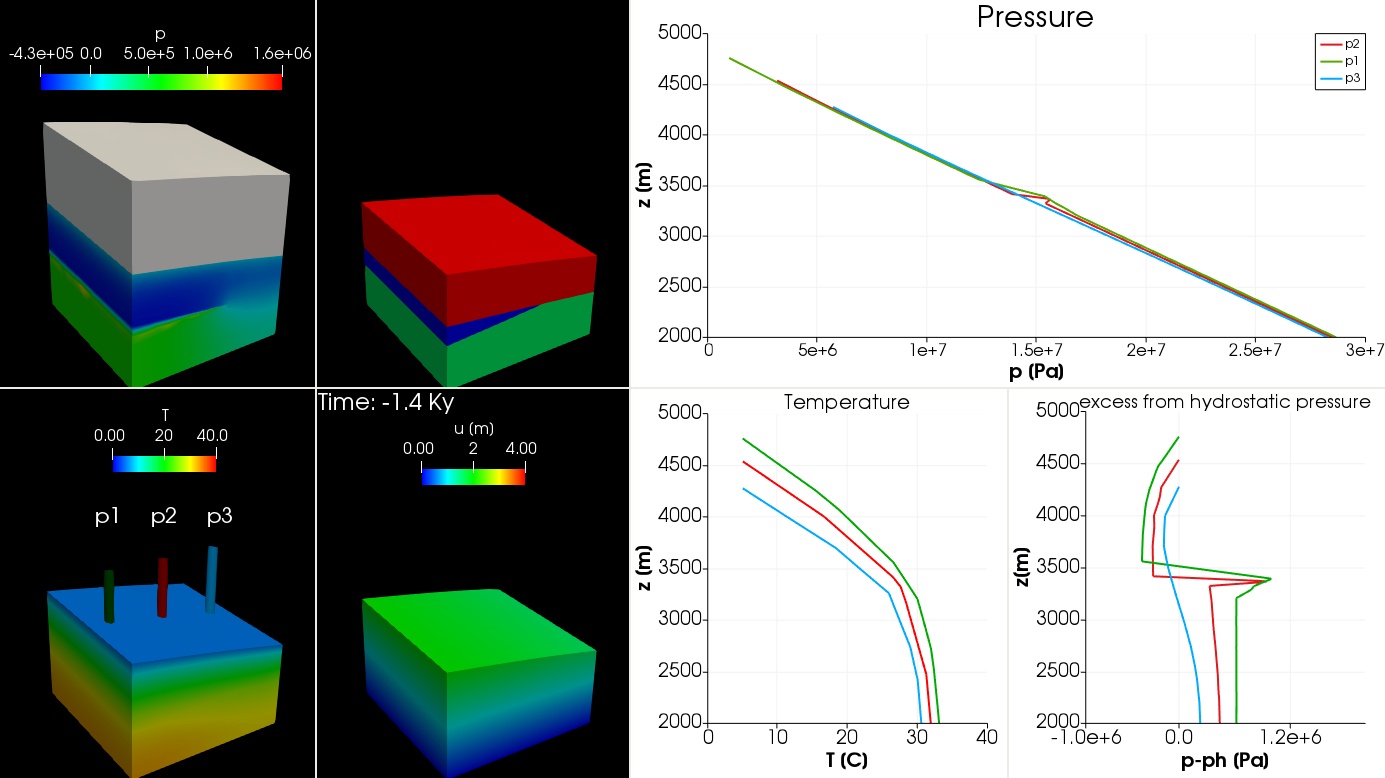 p
-4.3e+05 0.0 5.0e+5 1.0e+6 1.6e+06
Pressure
5000
4500
4000
3500
3000
2500
2000
z (m)
0 5e+6 1e+7 1.5e+7 2e+7 2.5e+7 3e+7
p (Pa)
p2
p1
p3
T
0.00 20 40.0
p1 p2 p3
Time: -1.4 Ky
u (m)
0.00 2 4.00
Temperature
5000
4500
4000
3500
3000
2500
2000
z (m)
0 10 20 30 40
T (C)
excess from hydrostatic pressure
5000
4500
4000
3500
3000
2500
2000
z(m)
-1.0e+6 0.0 1.2e+6
p-ph (Pa)